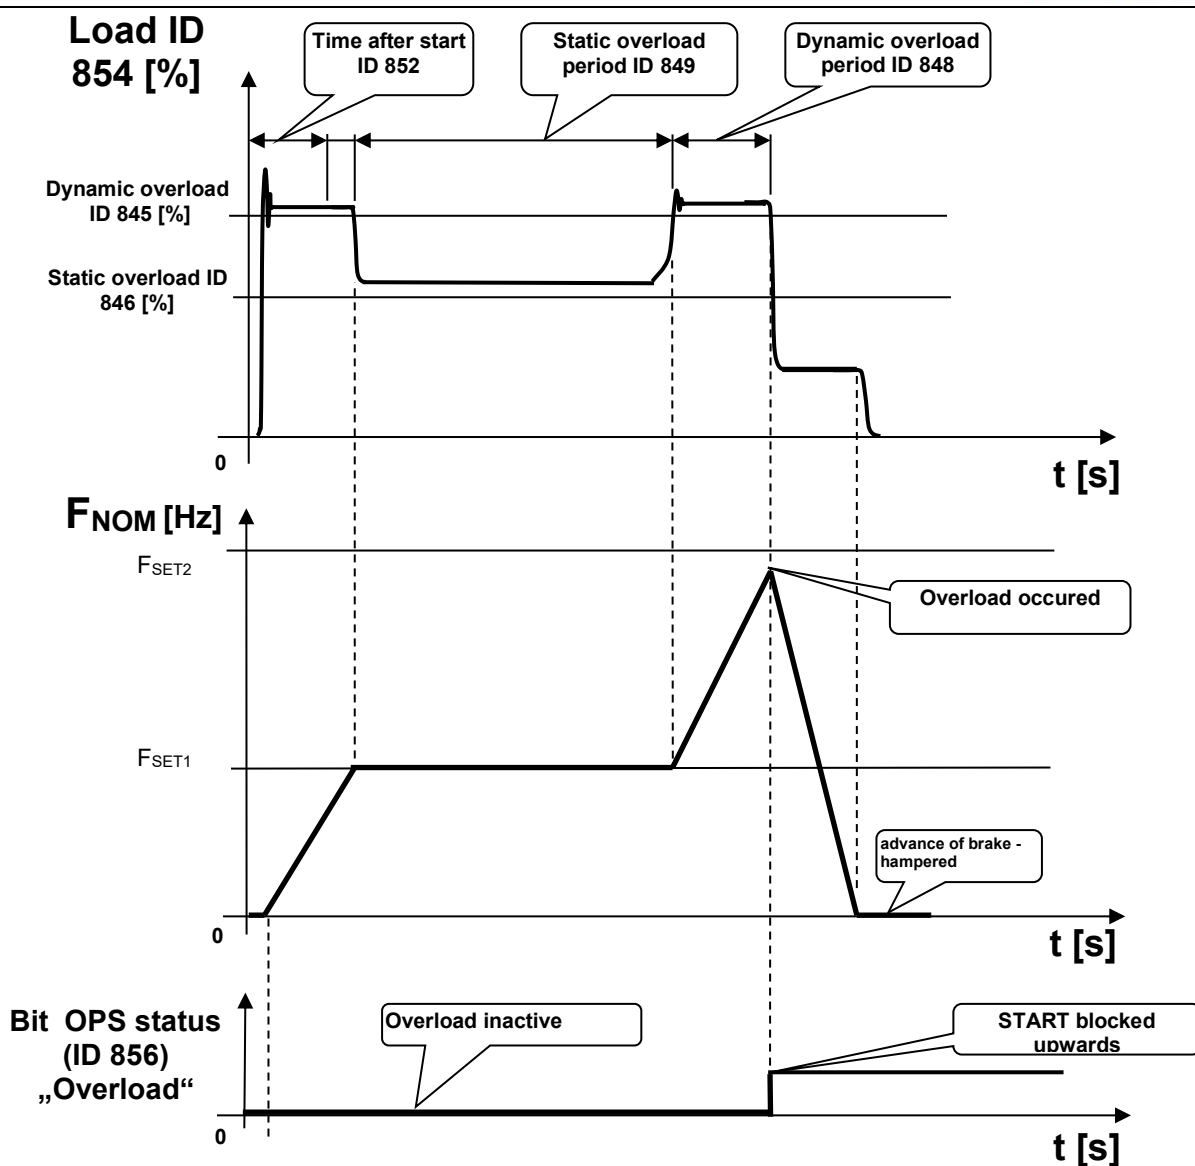 Load ID
854 [%]
Time after start
ID 852
Static overload
period ID 849
Dynamic overload
period ID 848
Dynamic overload
ID 845 [%]
Static overload ID
846 [%]
0
t [s]
FNOM [Hz]
FSET2
Overload occured
FSET1
advance of brake -
hampered
0
t [s]
Bit OPS status
(ID 856)
„Overload“
Overload inactive
START blocked
upwards
0
t [s]